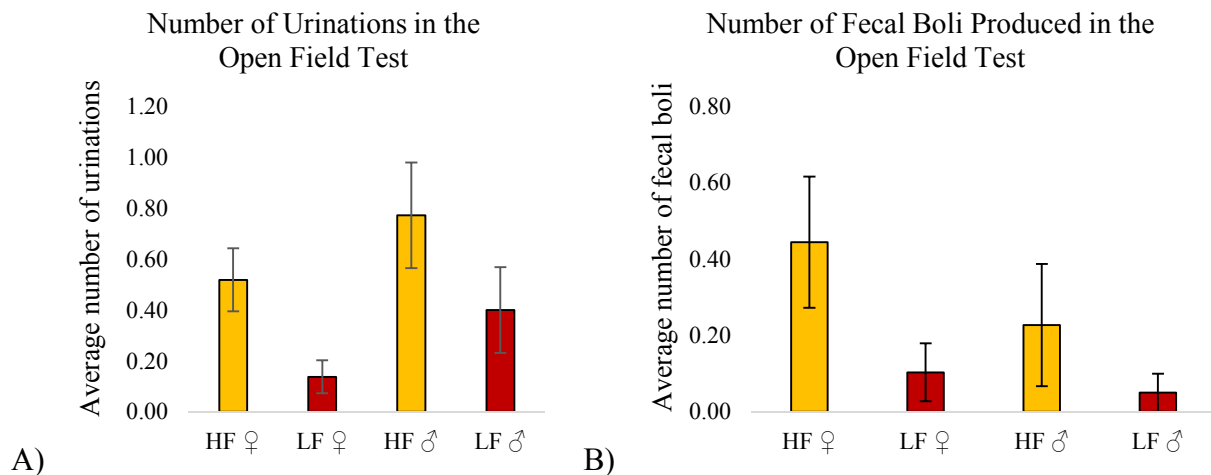 Number of Urinations in the
Open Field Test
Average number of urinations
1.20
1.00
0.80
0.60
0.40
0.20
0.00
HF ♀ LF ♀ HF ♂ LF ♂
A)
Number of Fecal Boli Produced in the
Open Field Test
Average number of fecal boli
0.80
0.60
0.40
0.20
0.00
HF ♀ LF ♀ HF ♂ LF ♂
B)